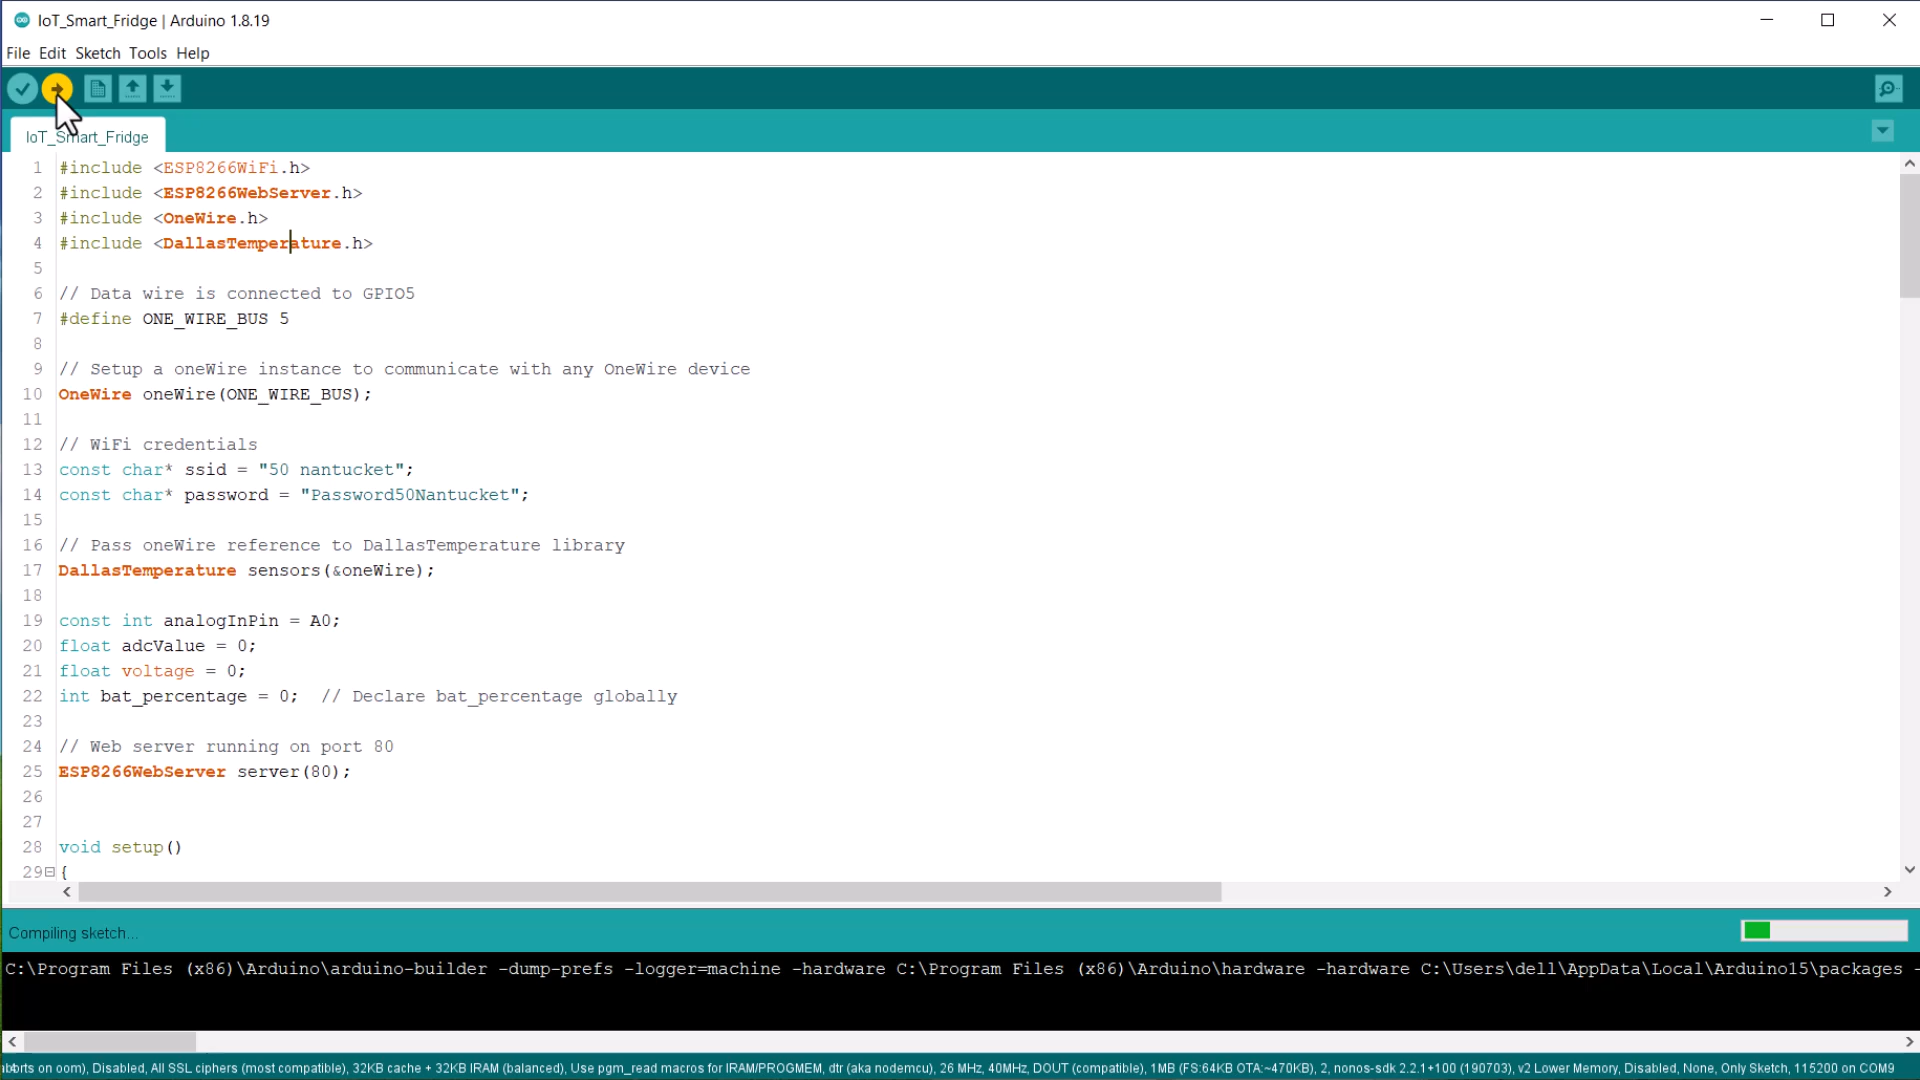 IoT_Smart_Fridge | Arduino 1.8.19
File Edit Sketch Tools Help
IoT_Smart_Fridge
1 #include <ESP8266WiFi.h>
2 #include <ESP8266WebServer.h>
3 #include <OneWire.h>
4 #include <DallasTemperature.h>
5
6 // Data wire is connected to GPIO5
7 #define ONE_WIRE_BUS 5
8
9 // Setup a oneWire instance to communicate with any OneWire device
10 OneWire oneWire(ONE_WIRE_BUS);
11
12 // WiFi credentials
13 const char* ssid = "50 nantucket";
14 const char* password = "Password50Nantucket";
15
16 // Pass oneWire reference to DallasTemperature library
17 DallasTemperature sensors(&oneWire);
18
19 const int analogInPin = A0;
20 float adcValue = 0;
21 float voltage = 0;
22 int bat_percentage = 0;  // Declare bat_percentage globally
23
24 // Web server running on port 80
25 ESP8266WebServer server(80);
26
27
28 void setup()
29 {
Compiling sketch...
C:\Program Files (x86)\Arduino\arduino-builder -dump-prefs -logger=machine -hardware C:\Program Files (x86)\Arduino\hardware -hardware C:\Users\dell\AppData\Local\Arduino15\packages -
on oom), Disabled, All SSL ciphers (most compatible), 32KB cache + 32KB IRAM (balanced), Use pgm_read macros for IRAM/PROGMEM, dtr (aka nodemcu), 26 MHz, 40MHz, DOUT (compatible), 1MB (FS:64KB OTA:~470KB), 2, nonos-sdk 2.2.1+100 (190703), v2 Lower Memory, Disabled, None, Only Sketch, 115200 on COM9